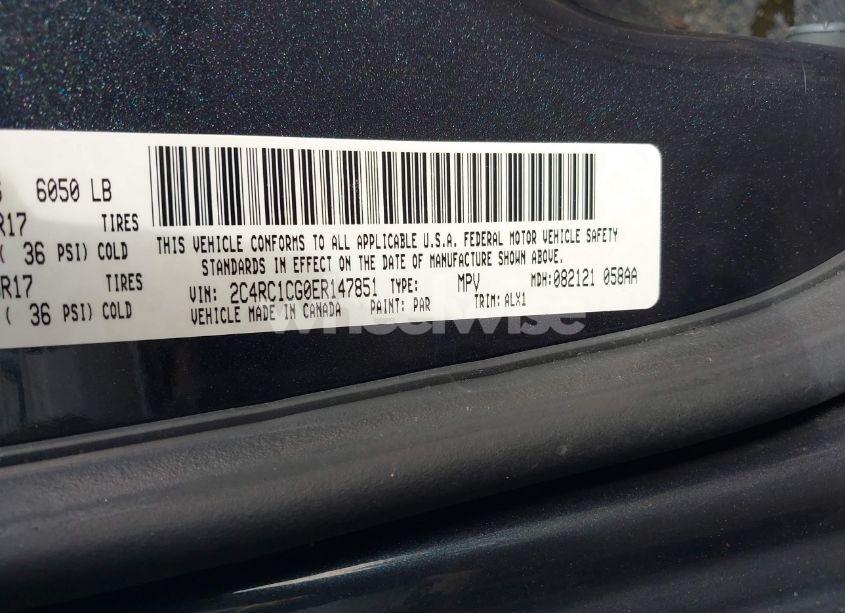 6050 LB
R17 TIRES
( 36 PSI) COLD
R17 TIRES
( 36 PSI) COLD
THIS VEHICLE CONFORMS TO ALL APPLICABLE U.S.A. FEDERAL MOTOR VEHICLE SAFETY
STANDARDS IN EFFECT ON THE DATE OF MANUFACTURE SHOWN ABOVE.
VIN: 2C4RC1CG0ER147851 TYPE: MPV MDH: 082121 058AA
VEHICLE MADE IN CANADA PAINT: PAR TRIM: ALX1
wheelwise